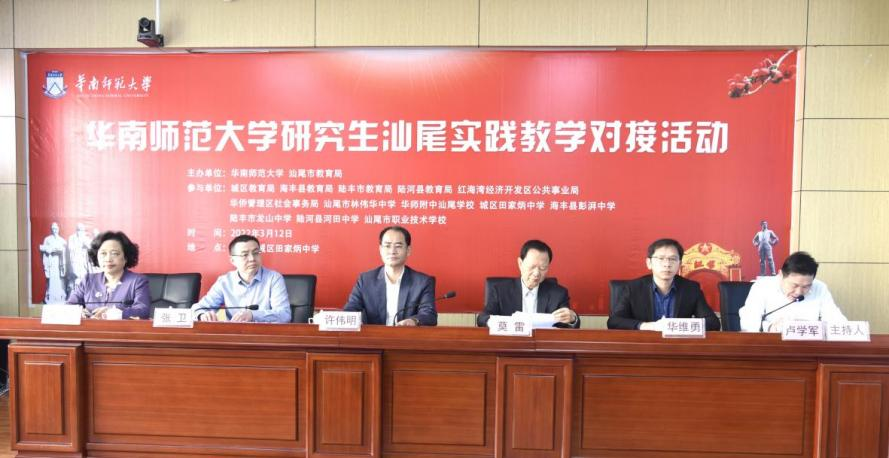 华南师范大学
SOUTH CHINA NORMAL UNIVERSITY
华南师范大学研究生汕尾实践教学对接活动
主办单位：华南师范大学 汕尾市教育局
参与单位：城区教育局 海丰县教育局 陆丰市教育局 陆河县教育局 红海湾经济开发区公共事业局
华侨管理区社会事务局 汕尾市林伟华中学 华师附中汕尾学校 城区田家炳中学 海丰县彭湃中学
陆丰市龙山中学 陆河县河田中学 汕尾市职业技术学校
时 间：2022年3月12日
地 点：城区田家炳中学
张 卫
许伟明
莫 雷
华维勇
卢学军
主持人